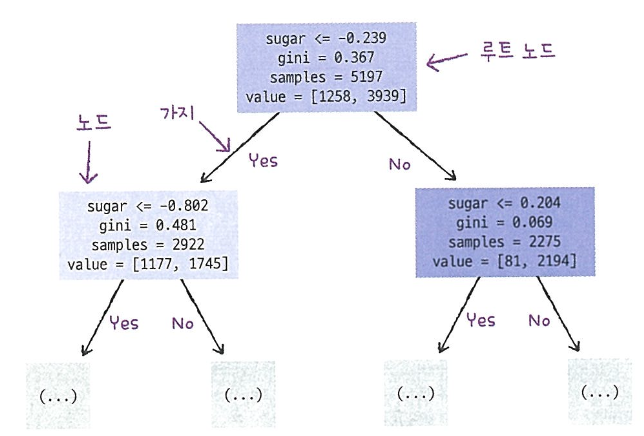 sugar <= -0.239
gini = 0.367
samples = 5197
value = [1258, 3939]
루트 노드
가지
노드
Yes
No
sugar <= -0.802
gini = 0.481
samples = 2922
value = [1177, 1745]
sugar <= 0.204
gini = 0.069
samples = 2275
value = [81, 2194]
Yes
No
Yes
No
(...)
(...)
(...)
(...)